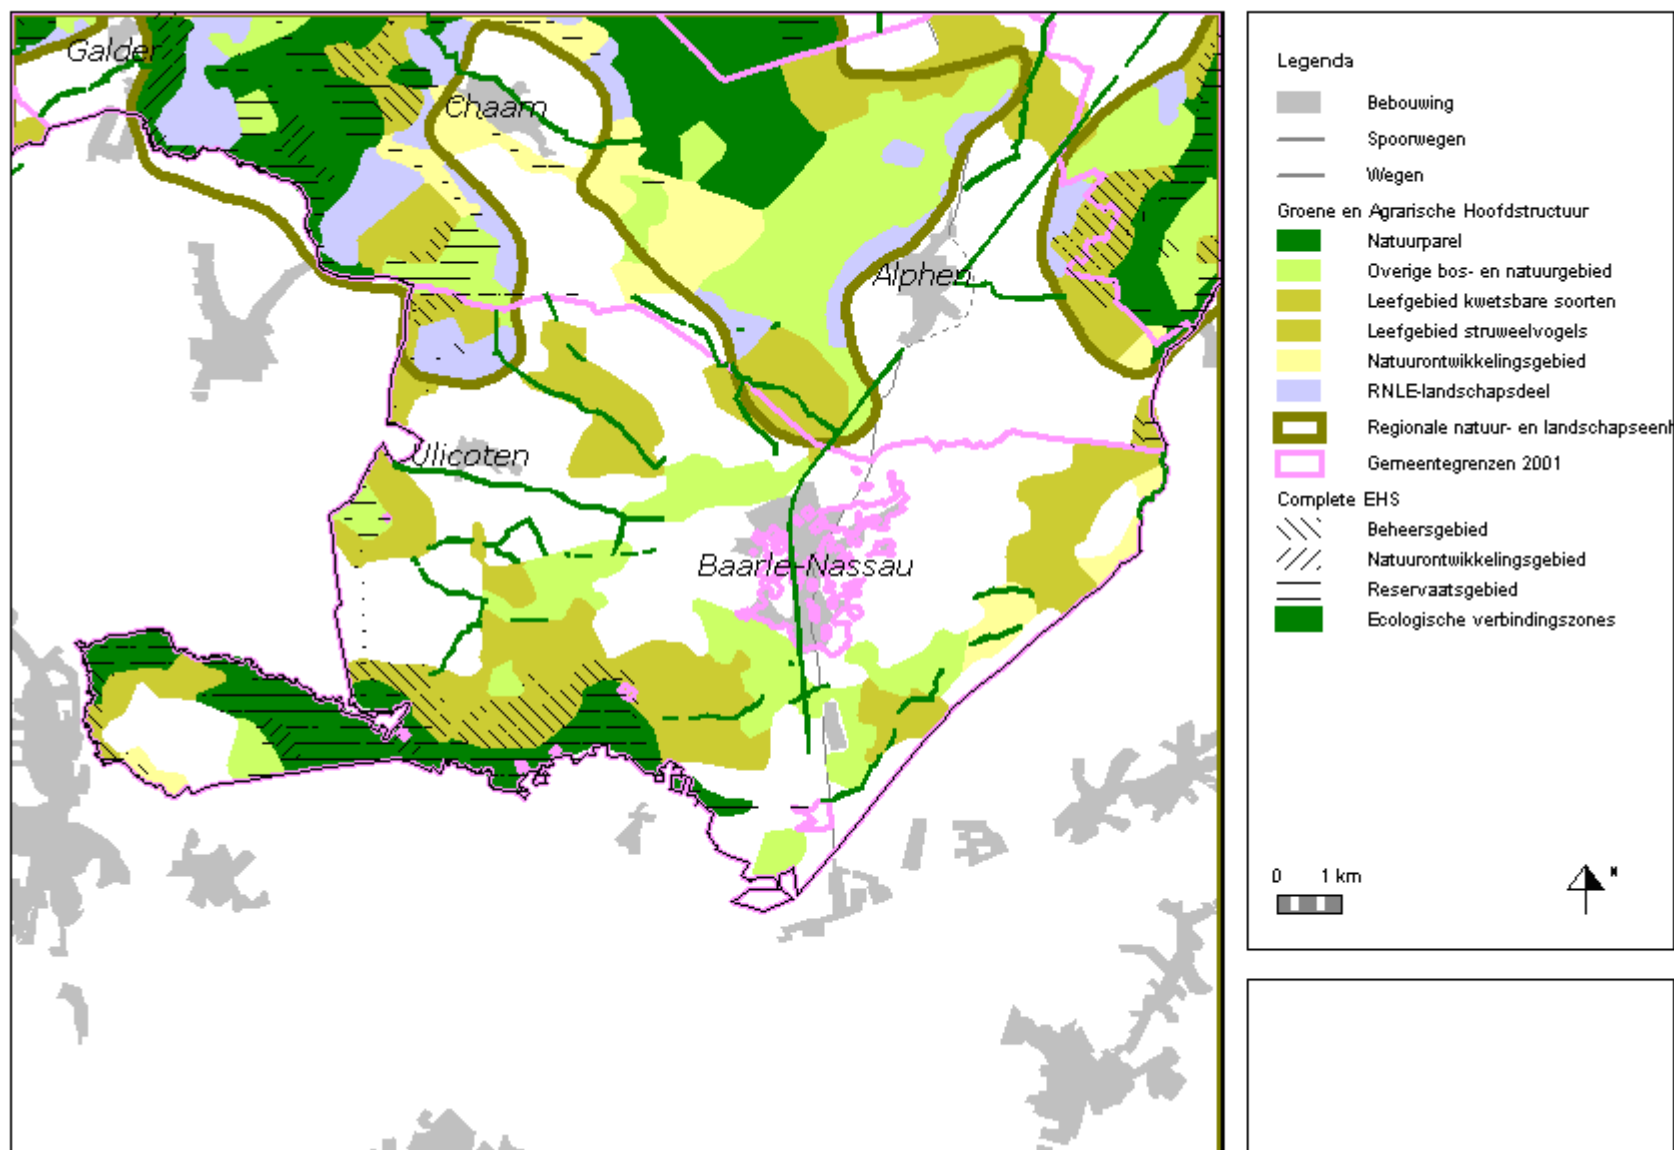 Galder
Chaam
Alphen
Ulicoten
Baarle-Nassau
Legenda
Bebouwing
Spoorwegen
Wegen
Groene en Agrarische Hoofdstructuur
Natuurparel
Overige bos- en natuurgebied
Leefgebied kwetsbare soorten
Leefgebied struweelvogels
Natuurontwikkelingsgebied
RNLE-landschapsdeel
Regionale natuur- en landschapseenh
Gemeentegrenzen 2001
Complete EHS
Beheersgebied
Natuurontwikkelingsgebied
Reservaatsgebied
Ecologische verbindingszones
0 1 km
N